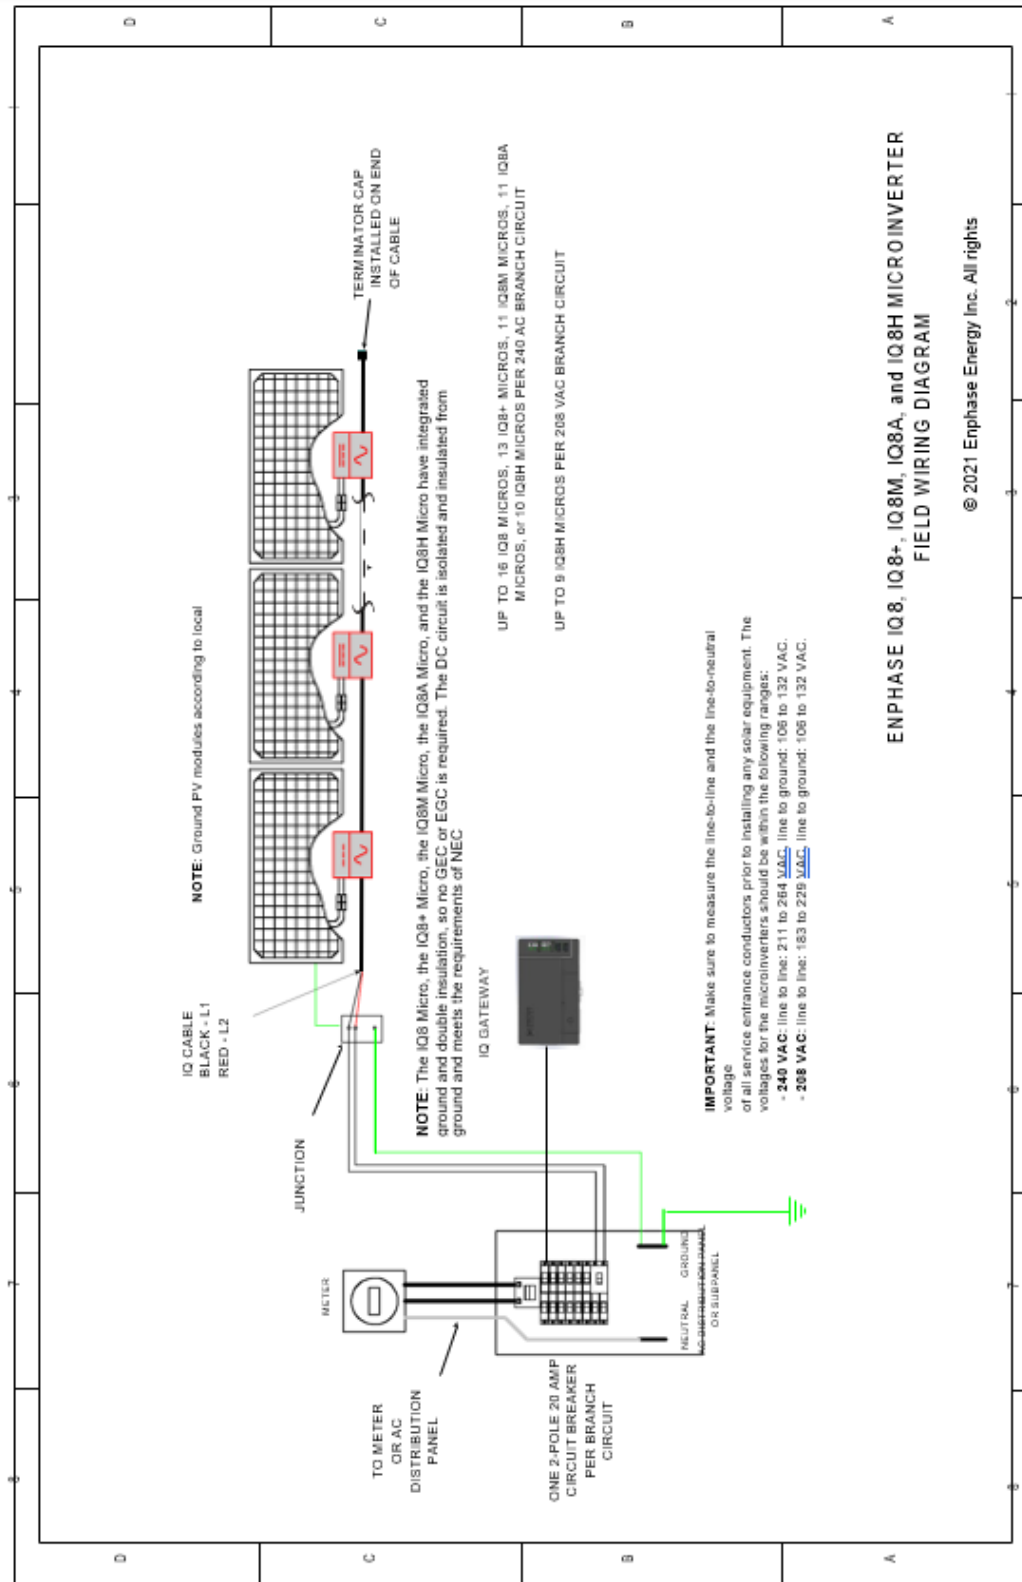 D
C
B
A
NOTE: Ground PV modules according to local
IQ CABLE
BLACK - L1
RED - L2
TERMINATOR CAP
INSTALLED ON END
OF CABLE
JUNCTION
NOTE: The IQ8 Micro, the IQ8+ Micro, the IQ8M Micro, the IQ8A Micro, and the IQ8H Micro have integrated
ground and double insulation, so no GEC or EGC is required. The DC circuit is isolated and insulated from
ground and meets the requirements of NEC
UP TO 16 IQ8 MICROS, 13 IQ8+ MICROS, 11 IQ8M MICROS, 11 IQ8A
MICROS, or 10 IQ8H MICROS PER 240 AC BRANCH CIRCUIT
UP TO 9 IQ8H MICROS PER 208 VAC BRANCH CIRCUIT
METER
TO METER
OR AC
DISTRIBUTION
PANEL
IQ GATEWAY
ONE 2-POLE 20 AMP
CIRCUIT BREAKER
PER BRANCH
CIRCUIT
NEUTRAL
GROUND
AC DISTRIBUTION PANEL
OR SUBPANEL
IMPORTANT: Make sure to measure the line-to-line and the line-to-neutral
voltage
of all service entrance conductors prior to installing any solar equipment. The
voltages for the microinverters should be within the following ranges:
- 240 VAC: line to line: 211 to 264 VAC, line to ground: 106 to 132 VAC.
- 208 VAC: line to line: 183 to 229 VAC, line to ground: 106 to 132 VAC.
ENPHASE IQ8, IQ8+, IQ8M, IQ8A, and IQ8H MICROINVERTER
FIELD WIRING DIAGRAM
© 2021 Enphase Energy Inc. All rights
8
7
6
5
4
3
2
D
C
B
A